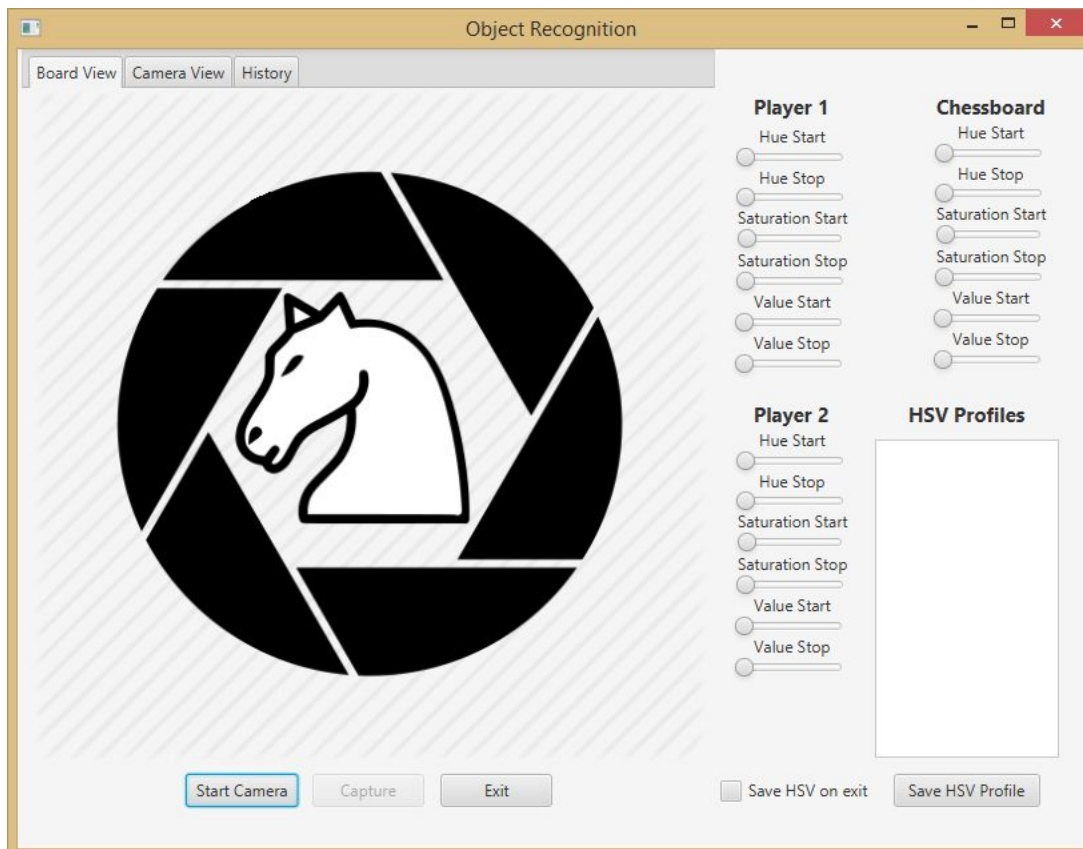 Object Recognition
Board View Camera View History
Player 1
Hue Start
Hue Stop
Saturation Start
Saturation Stop
Value Start
Value Stop
Chessboard
Hue Start
Hue Stop
Saturation Start
Saturation Stop
Value Start
Value Stop
Player 2
Hue Start
Hue Stop
Saturation Start
Saturation Stop
Value Start
Value Stop
HSV Profiles
Start Camera Capture Exit
Save HSV on exit Save HSV Profile